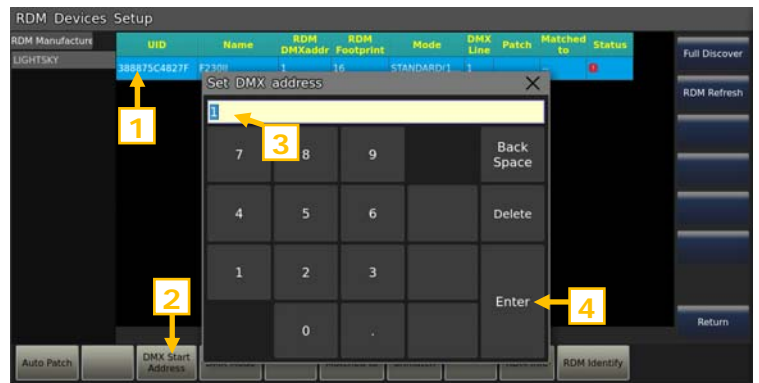 RDM Devices Setup
RDM Manufacture
UID
Name
RDM DMXaddr
RDM Footprint
Mode
DMX Line
Patch
Matched to
Status
Full Discover
LIGHTSKY
388875C4827F
F230II
1
16
STANDARD(1
1
RDM Refresh
Set DMX address
1
1
3
7
8
9
Back
Space
4
5
6
Delete
1
2
3
2
Enter
4
0
.
Return
Auto Patch
DMX Start
Address
RDM Identify